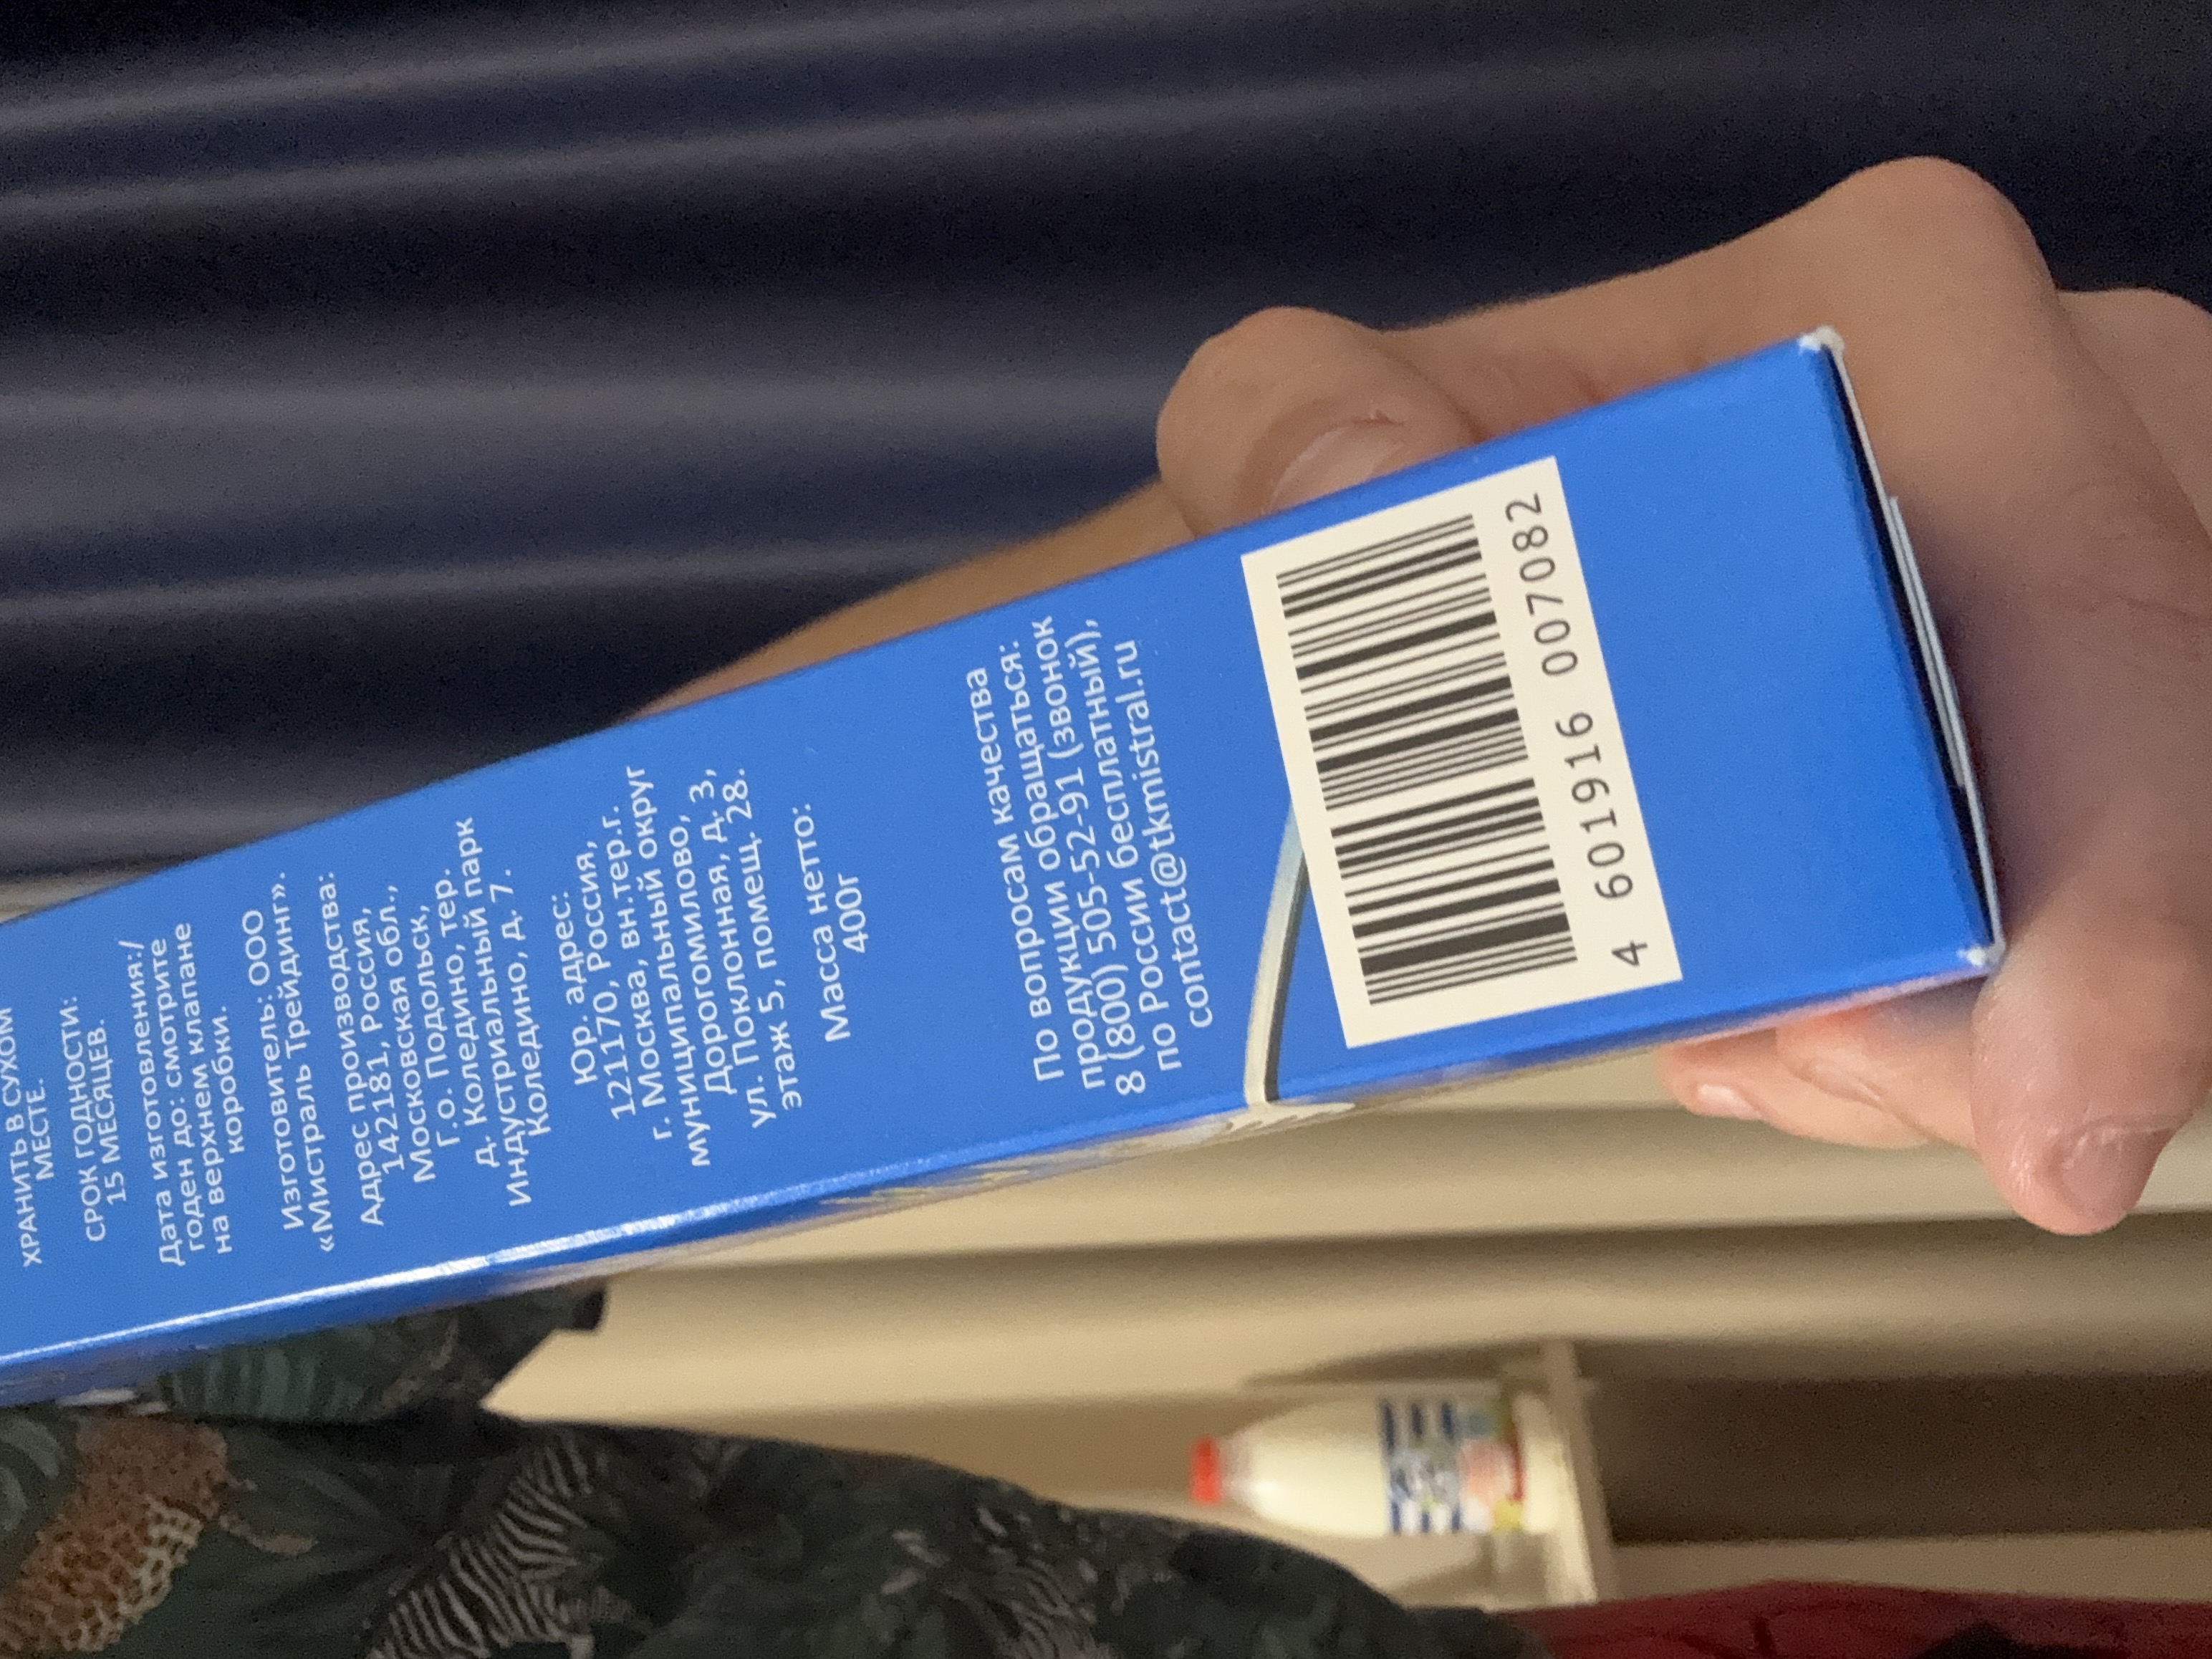 ХРАНИТЬ В СУХОМ
МЕСТЕ.
СРОК ГОДНОСТИ:
15 МЕСЯЦЕВ.
Дата изготовления:/
годен до: смотрите
на верхнем клапане
коробки.
Изготовитель: ООО
«Мистраль Трейдинг».
Адрес производства:
142181, Россия,
Московская обл.,
Г.о. Подольск,
д. Коледино, тер.
Индустриальный парк
Коледино, д. 7.
Юр. адрес:
121170, Россия,
г. Москва, вн.тер.г.
муниципальный округ
Дорогомилово,
ул. Поклонная, д. 3,
этаж 5, помещ. 28.
Масса нетто:
400г
По вопросам качества
продукции обращаться:
8 (800) 505-52-91 (звонок
по России бесплатный),
contact@tkmistral.ru
4 601916 007082